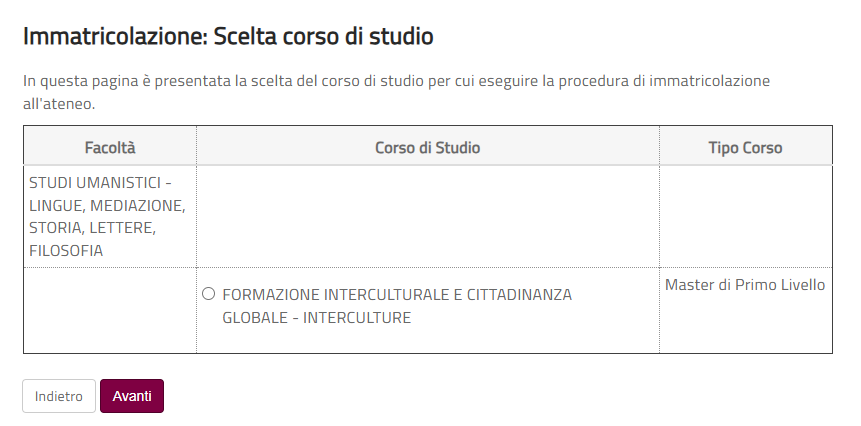 Immatricolazione: Scelta corso di studio
In questa pagina è presentata la scelta del corso di studio per cui eseguire la procedura di immatricolazione
all'ateneo.
Facoltà Corso di Studio Tipo Corso
STUDI UMANISTICI -
LINGUE, MEDIAZIONE,
STORIA, LETTERE,
FILOSOFIA
FORMAZIONE INTERCULTURALE E CITTADINANZA Master di Primo Livello
GLOBALE - INTERCULTURE
Indietro Avanti